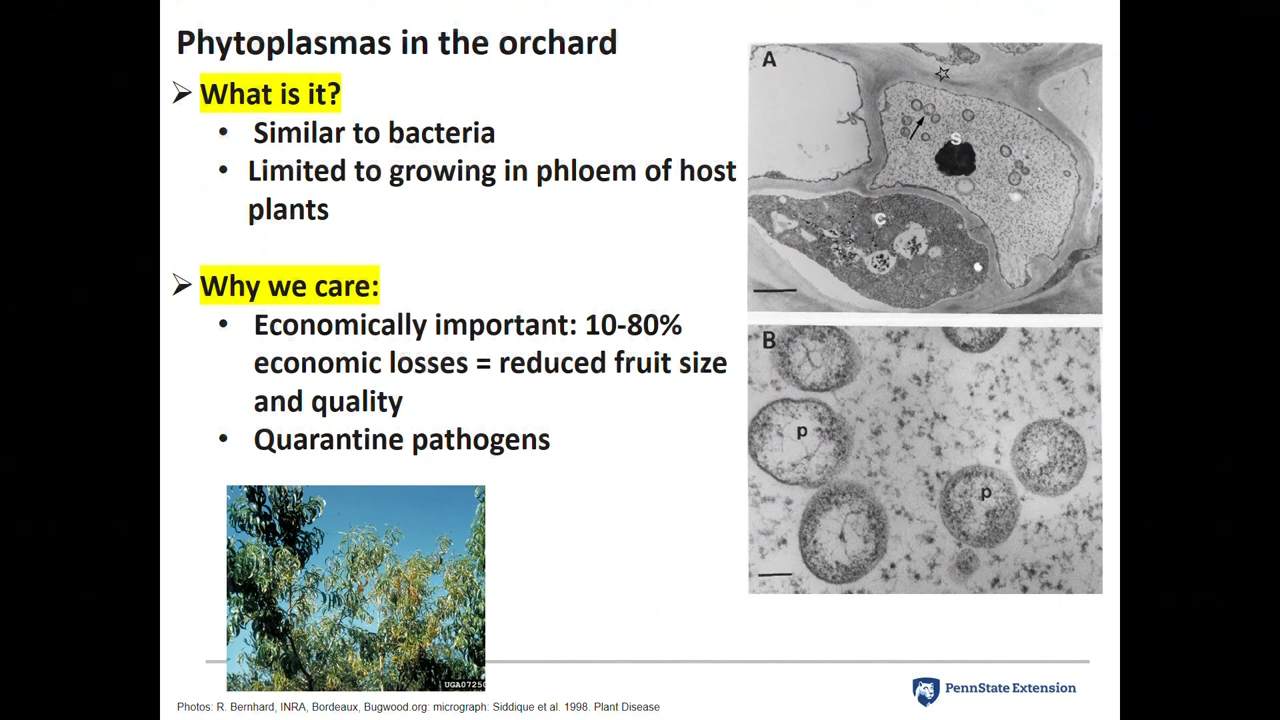 Phytoplasmas in the orchard
➢ What is it?
• Similar to bacteria
• Limited to growing in phloem of host
plants
➢ Why we care:
• Economically important: 10-80%
economic losses = reduced fruit size
and quality
• Quarantine pathogens
A
S
C
B
p
p
UGA07250
PennState Extension
Photos: R. Bernhard, INRA, Bordeaux, Bugwood.org: micrograph: Siddique et al. 1998. Plant Disease